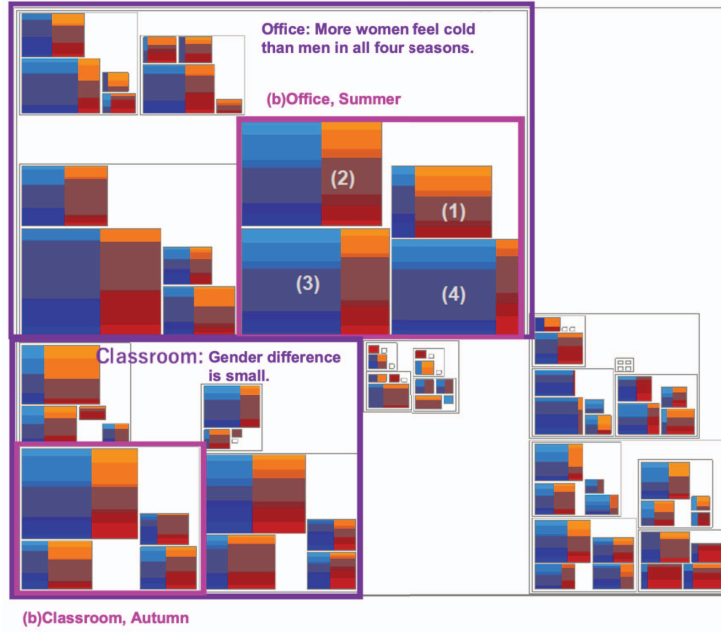 Office: More women feel cold
than men in all four seasons.
(b)Office, Summer
(2)
(1)
(3)
(4)
Classroom: Gender difference
is small.
(b)Classroom, Autumn